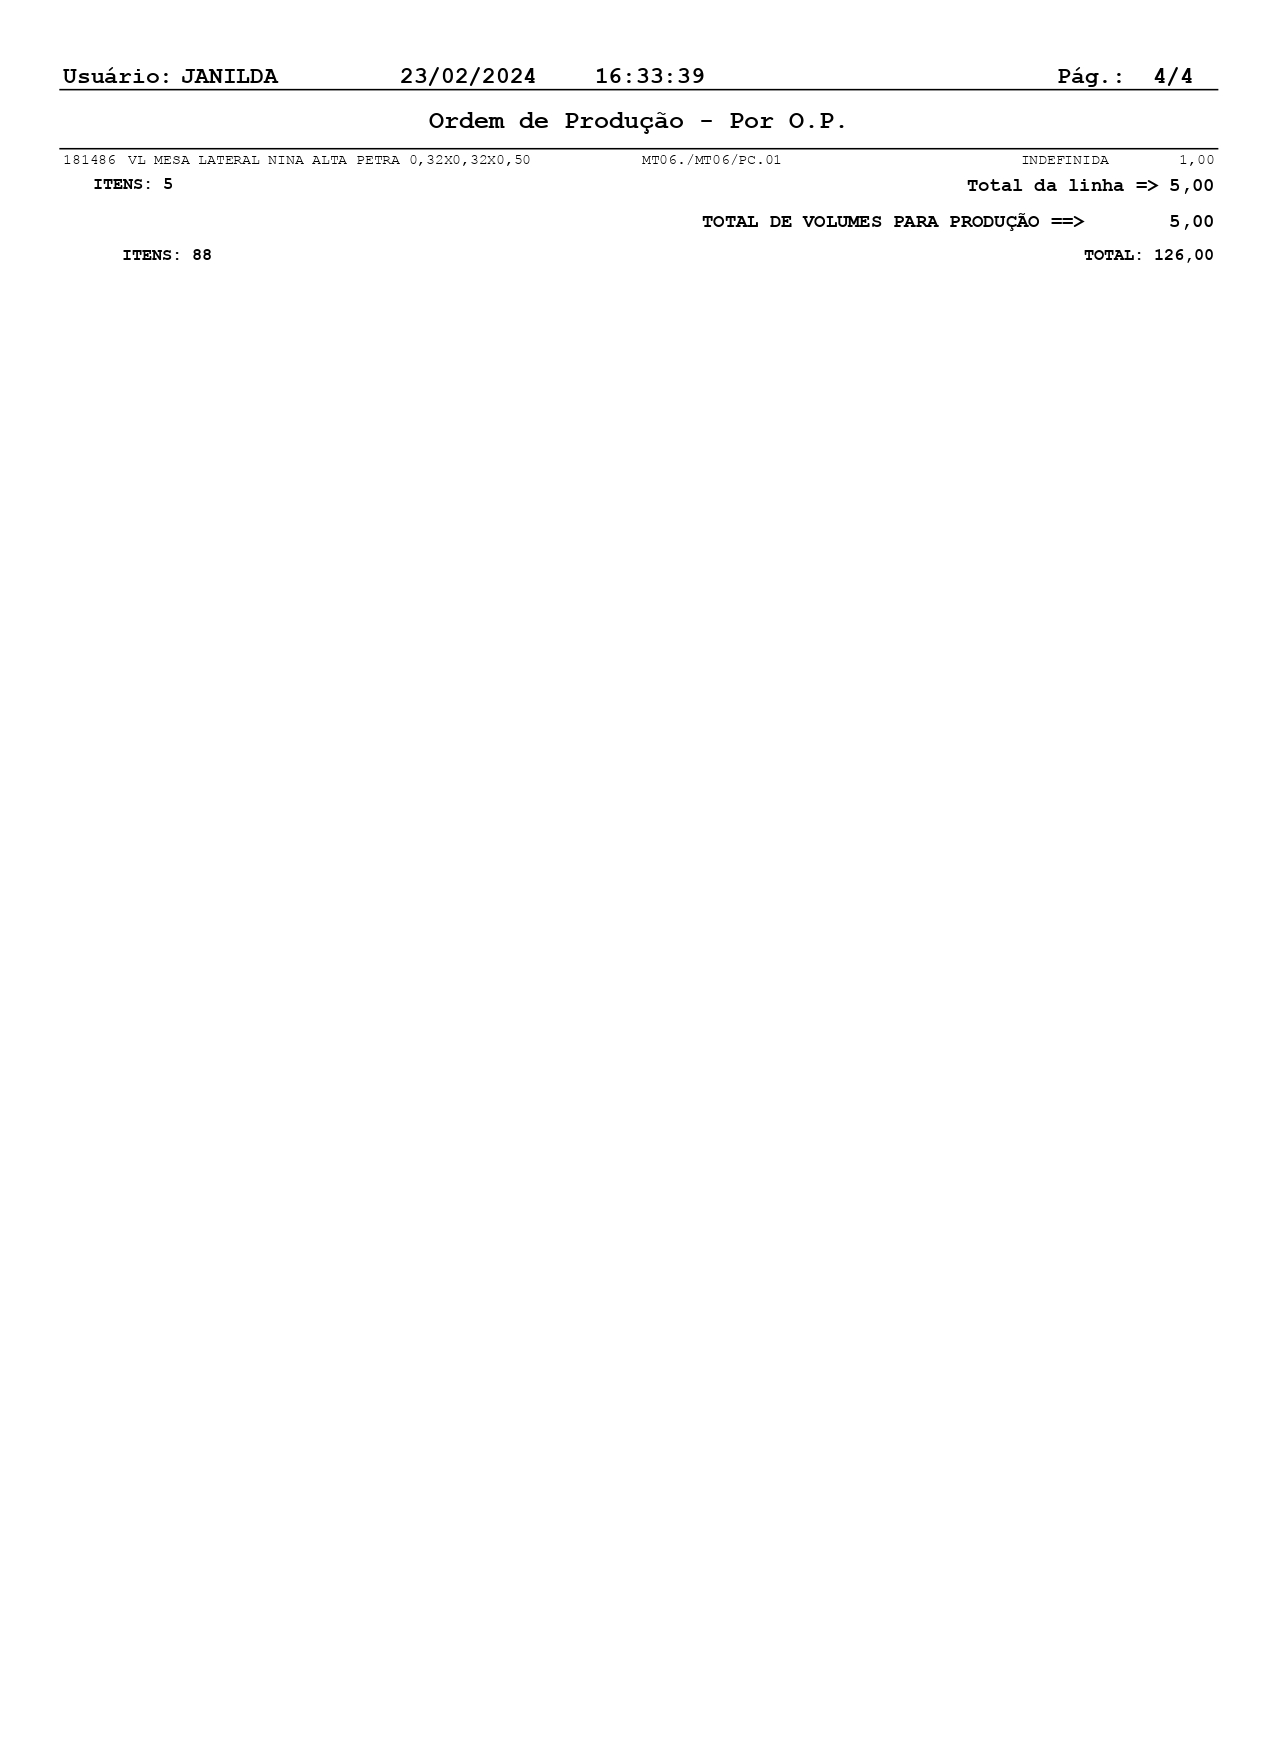 Usuário: JANILDA 23/02/2024 16:33:39 Pág.: 4/4
Ordem de Produção - Por O.P.
181486 VL MESA LATERAL NINA ALTA PETRA 0,32X0,32X0,50 MT06./MT06/PC.01 INDEFINIDA 1,00
ITENS: 5 Total da linha => 5,00
TOTAL DE VOLUMES PARA PRODUÇÃO ==> 5,00
ITENS: 88 TOTAL: 126,00